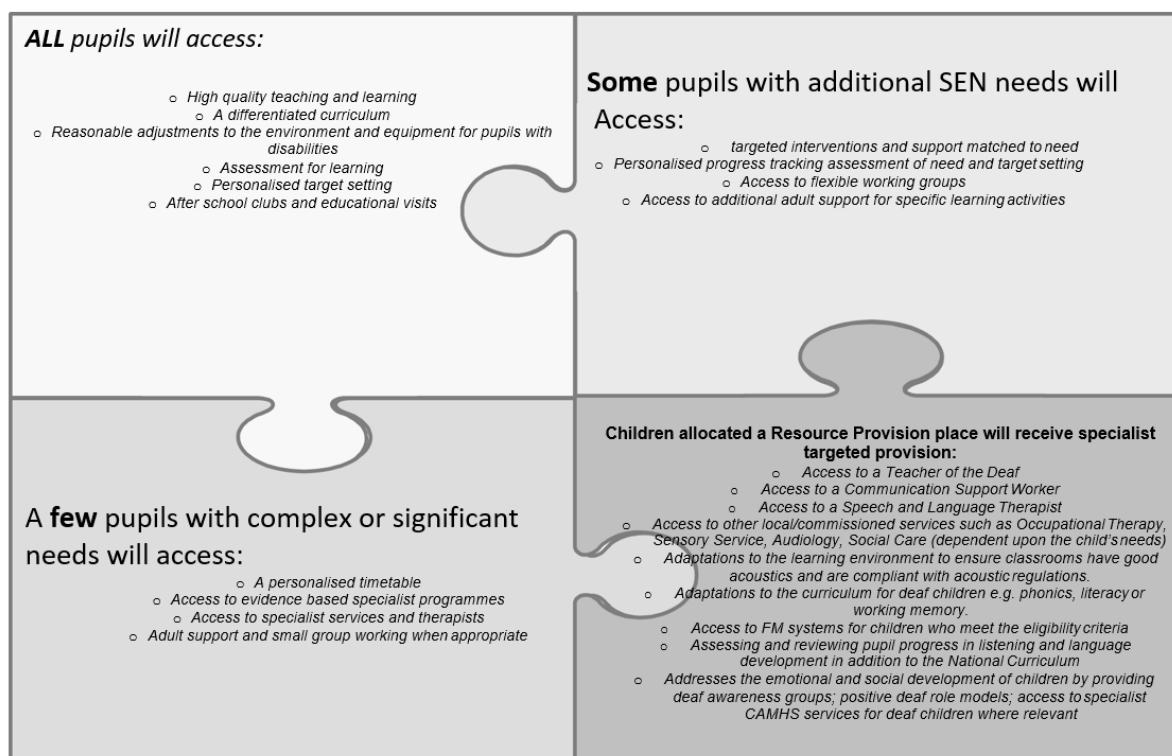 ALL pupils will access:
o High quality teaching and learning
o A differentiated curriculum
o Reasonable adjustments to the environment and equipment for pupils with
disabilities
o Assessment for learning
o Personalised target setting
o After school clubs and educational visits
Some pupils with additional SEN needs will
Access:
o targeted interventions and support matched to need
o Personalised progress tracking assessment of need and target setting
o Access to flexible working groups
o Access to additional adult support for specific learning activities
A few pupils with complex or significant
needs will access:
o A personalised timetable
o Access to evidence based specialist programmes
o Access to specialist services and therapists
o Adult support and small group working when appropriate
Children allocated a Resource Provision place will receive specialist
targeted provision:
o Access to a Teacher of the Deaf
o Access to a Communication Support Worker
o Access to a Speech and Language Therapist
o Access to other local/commissioned services such as Occupational Therapy,
Sensory Service, Audiology, Social Care (dependent upon the child's needs)
o Adaptations to the learning environment to ensure classrooms have good
acoustics and are compliant with acoustic regulations.
o Adaptations to the curriculum for deaf children e.g. phonics, literacy or
working memory.
o Access to FM systems for children who meet the eligibility criteria
o Assessing and reviewing pupil progress in listening and language
development in addition to the National Curriculum
o Addresses the emotional and social development of children by providing
deaf awareness groups; positive deaf role models; access to specialist
CAMHS services for deaf children where relevant